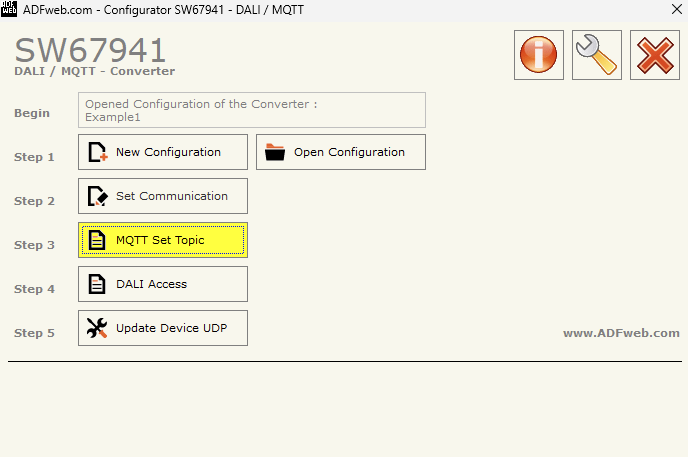 ADF
WEB ADFweb.com - Configurator SW67941 - DALI / MQTT
SW67941
DALI / MQTT - Converter
Begin
Opened Configuration of the Converter :
Example1
Step 1 New Configuration Open Configuration
Step 2 Set Communication
Step 3 MQTT Set Topic
Step 4 DALI Access
Step 5 Update Device UDP
www.ADFweb.com